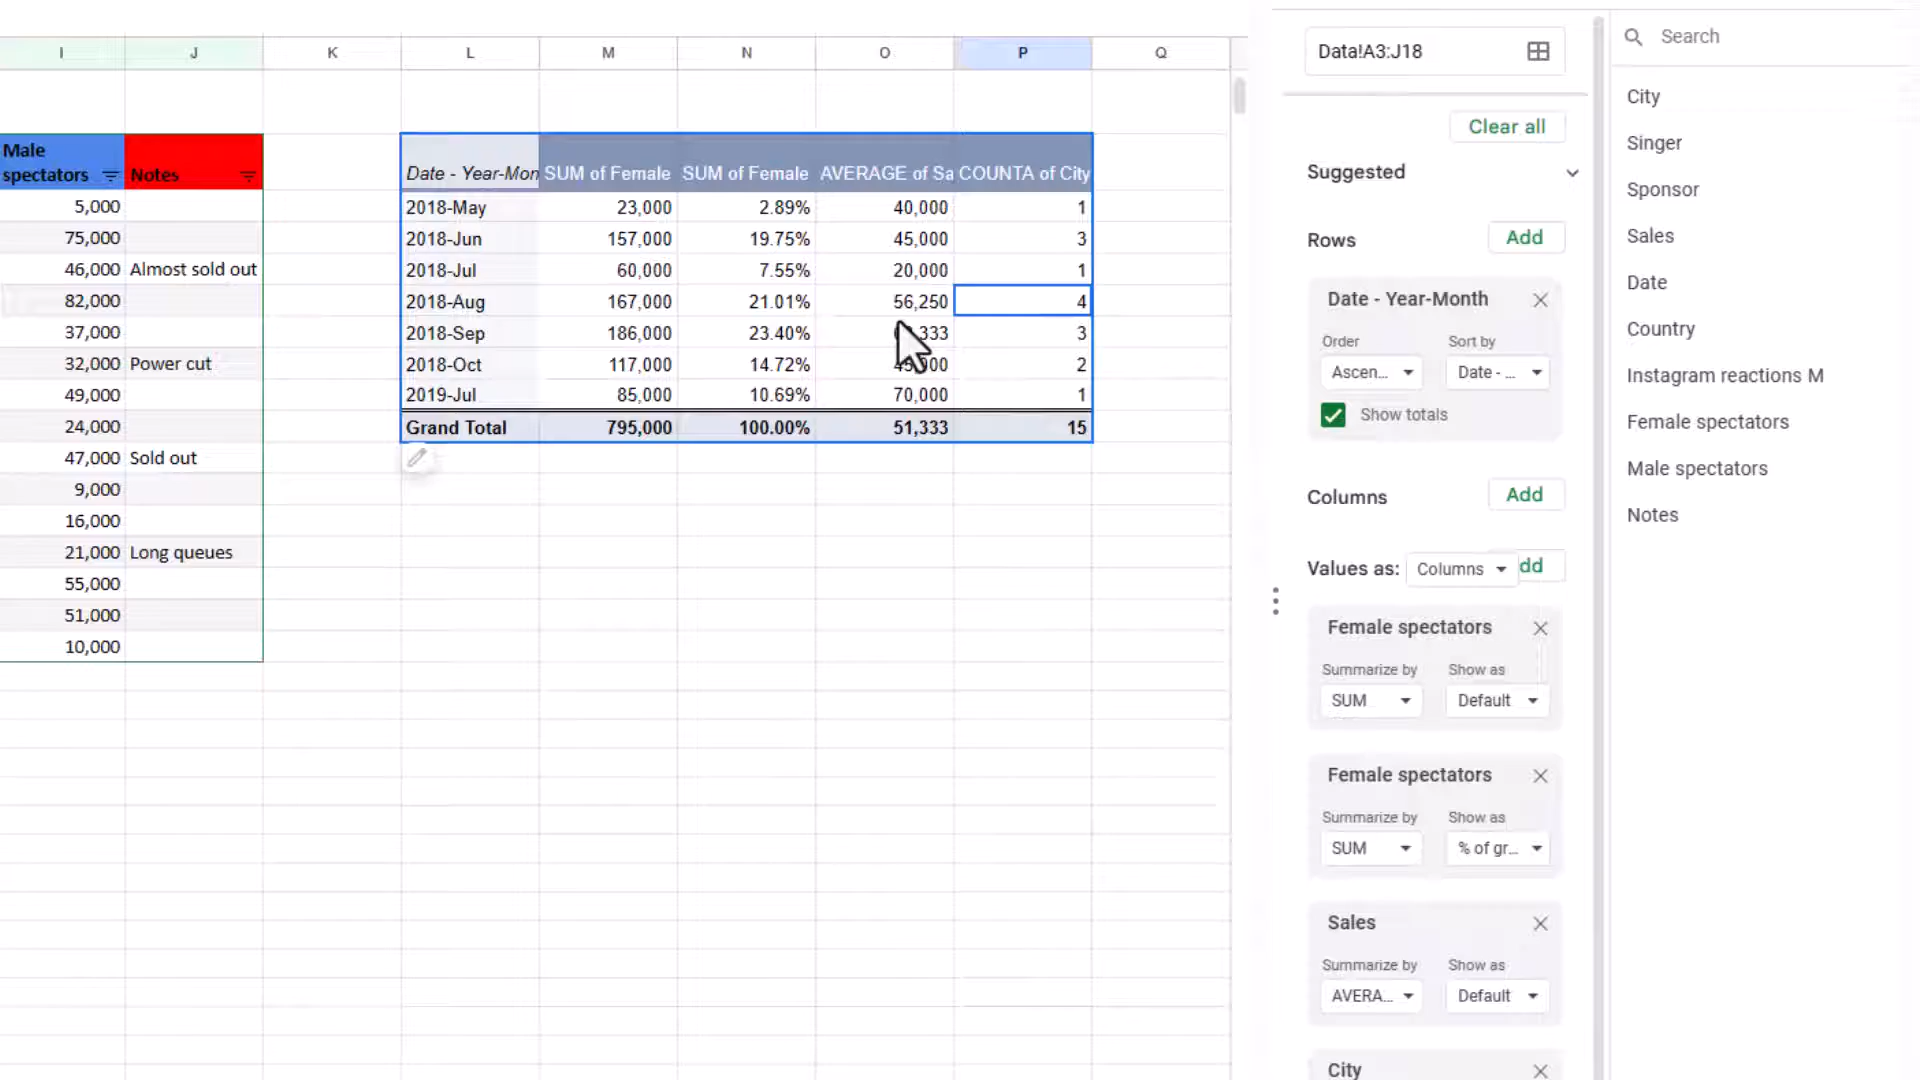 I J K L M N O P Q
Male
spectators Notes
5,000
75,000
46,000 Almost sold out
82,000
37,000
32,000 Power cut
49,000
24,000
47,000 Sold out
9,000
16,000
21,000 Long queues
55,000
51,000
10,000
Date - Year-Mon SUM of Female SUM of Female AVERAGE of Sa COUNTA of City
2018-May 23,000 2.89% 40,000 1
2018-Jun 157,000 19.75% 45,000 3
2018-Jul 60,000 7.55% 20,000 1
2018-Aug 167,000 21.01% 56,250 4
2018-Sep 186,000 23.40% 333 3
2018-Oct 117,000 14.72% 2
2019-Jul 85,000 10.69% 70,000 1
Grand Total 795,000 100.00% 51,333 15
Data!A3:J18
Clear all
Suggested
Rows Add
Date - Year-Month
Order Sort by
Ascen... Date - ...
Show totals
Columns Add
Values as: Columns dd
Female spectators
Summarize by Show as
SUM Default
Female spectators
Summarize by Show as
SUM % of gr...
Sales
Summarize by Show as
AVERA... Default
City
Search
City
Singer
Sponsor
Sales
Date
Country
Instagram reactions M
Female spectators
Male spectators
Notes